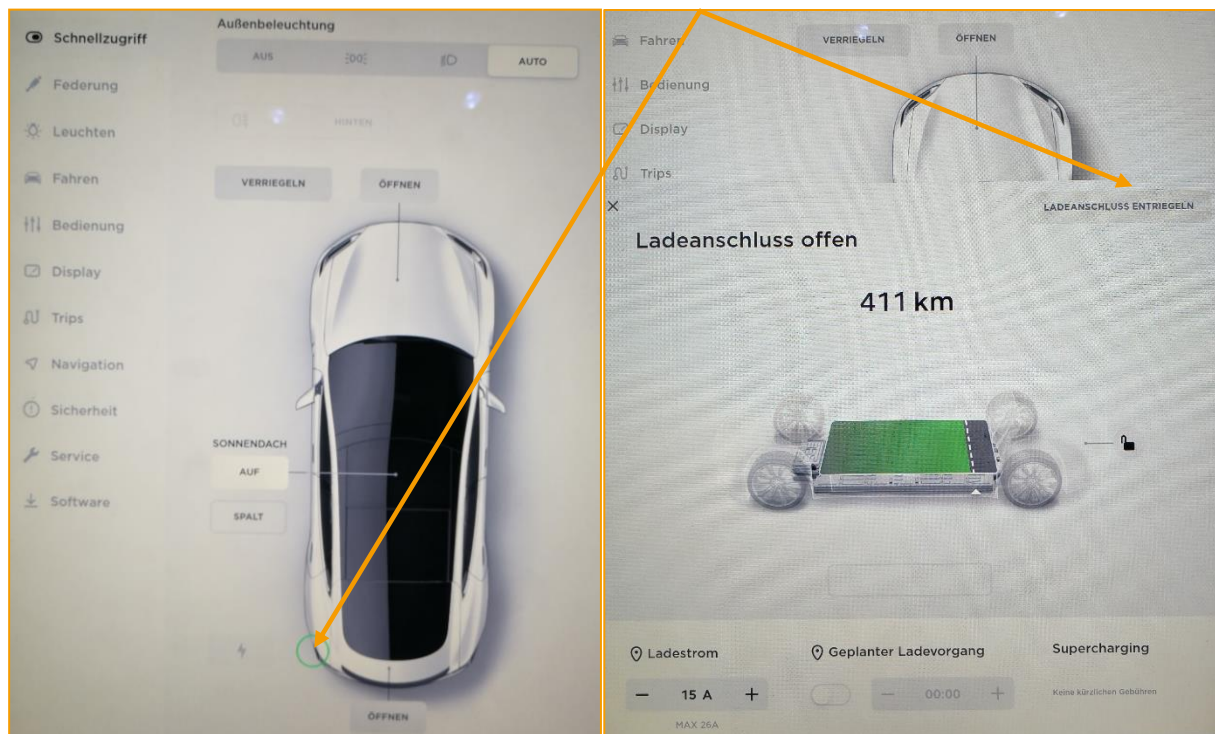 Schnellzugriff
Federung
Leuchten
Fahren
Bedienung
Display
Trips
Navigation
Sicherheit
Service
Software
Außenbeleuchtung
AUS
AUTO
HINTEN
VERRIEGELN
ÖFFNEN
SONNENDACH
AUF
SPALT
ÖFFNEN
Fahren
Bedienung
Display
Trips
VERRIEGELN
ÖFFNEN
LADEANSCHLUSS ENTRIEGELN
Ladeanschluss offen
411 km
Ladestrom
15 A
MAX 26A
Geplanter Ladevorgang
00:00
Supercharging
Keine kürzlichen Gebühren